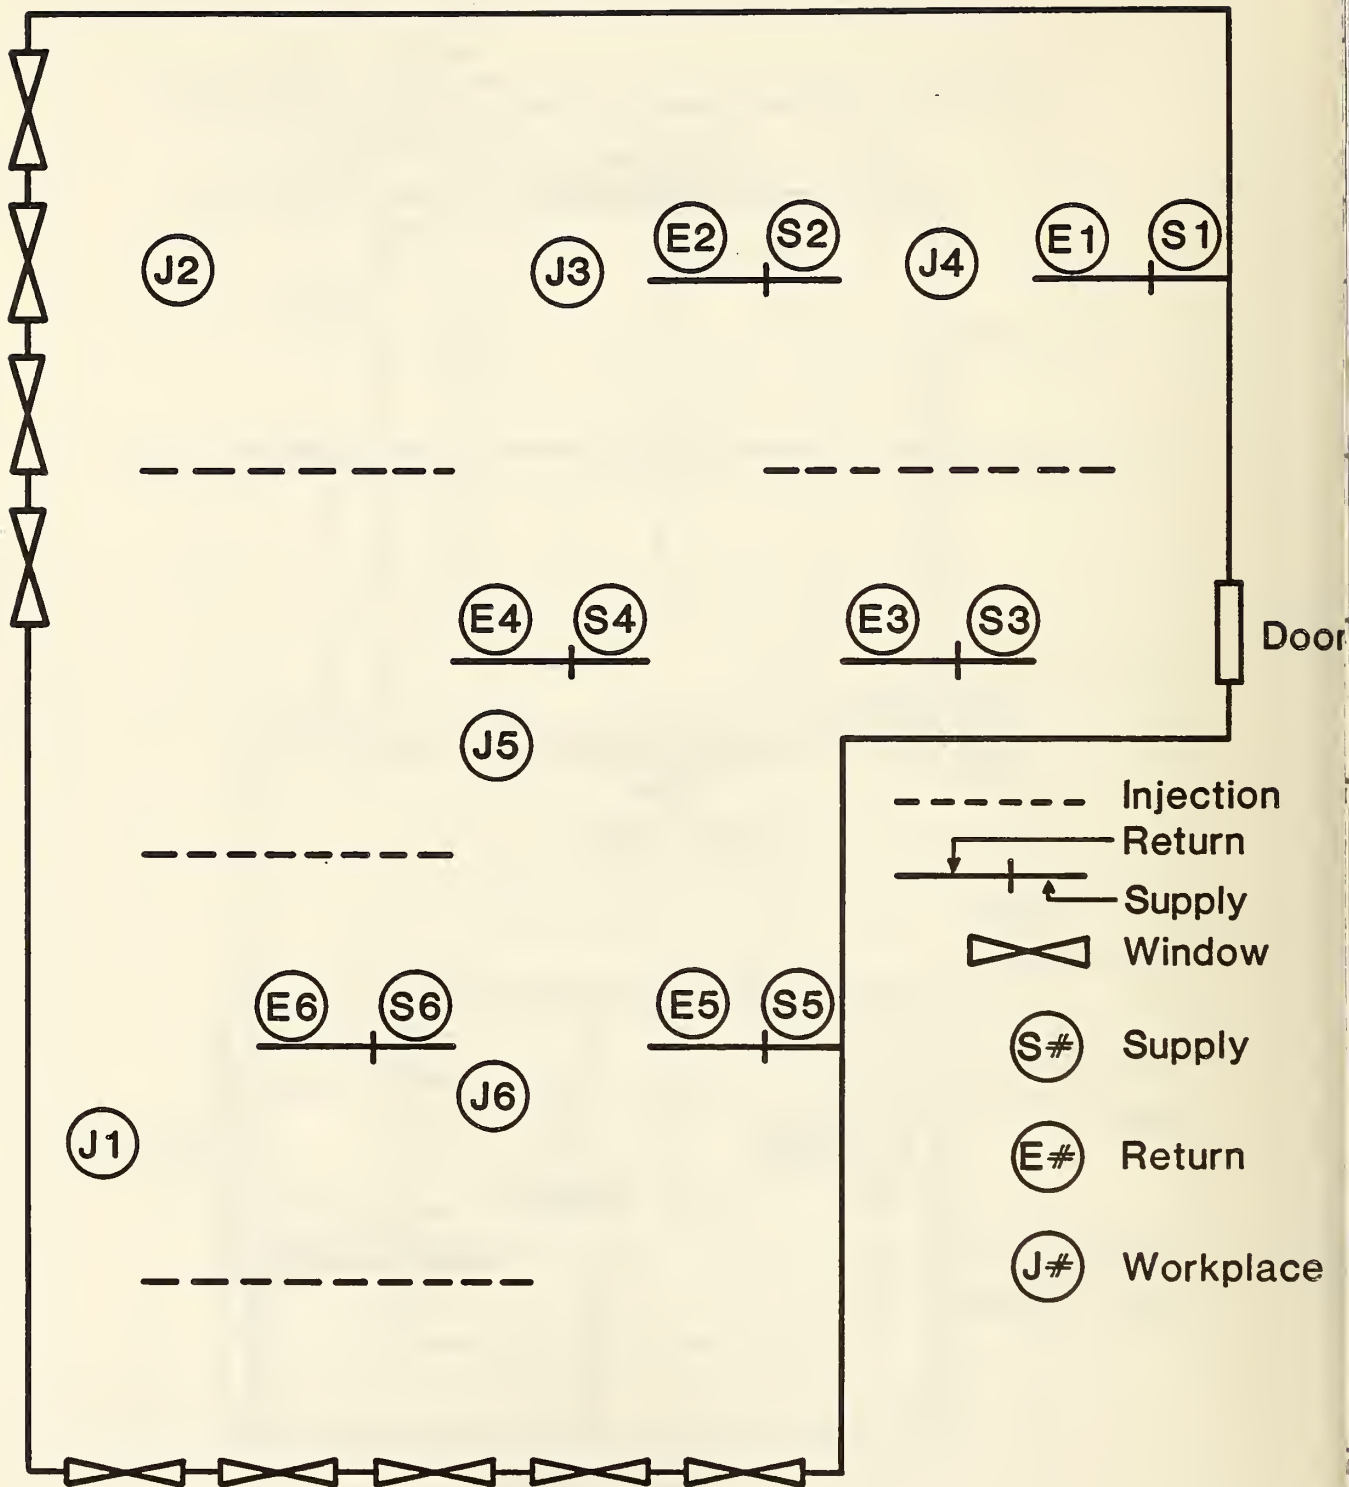 E2 S2 E1 S1
J2 J3 J4
E4 S4 E3 S3
Door
J5
Injection
Return
Supply
Window
E6 S6 E5 S5
S# Supply
J6
J1
E# Return
J# Workplace